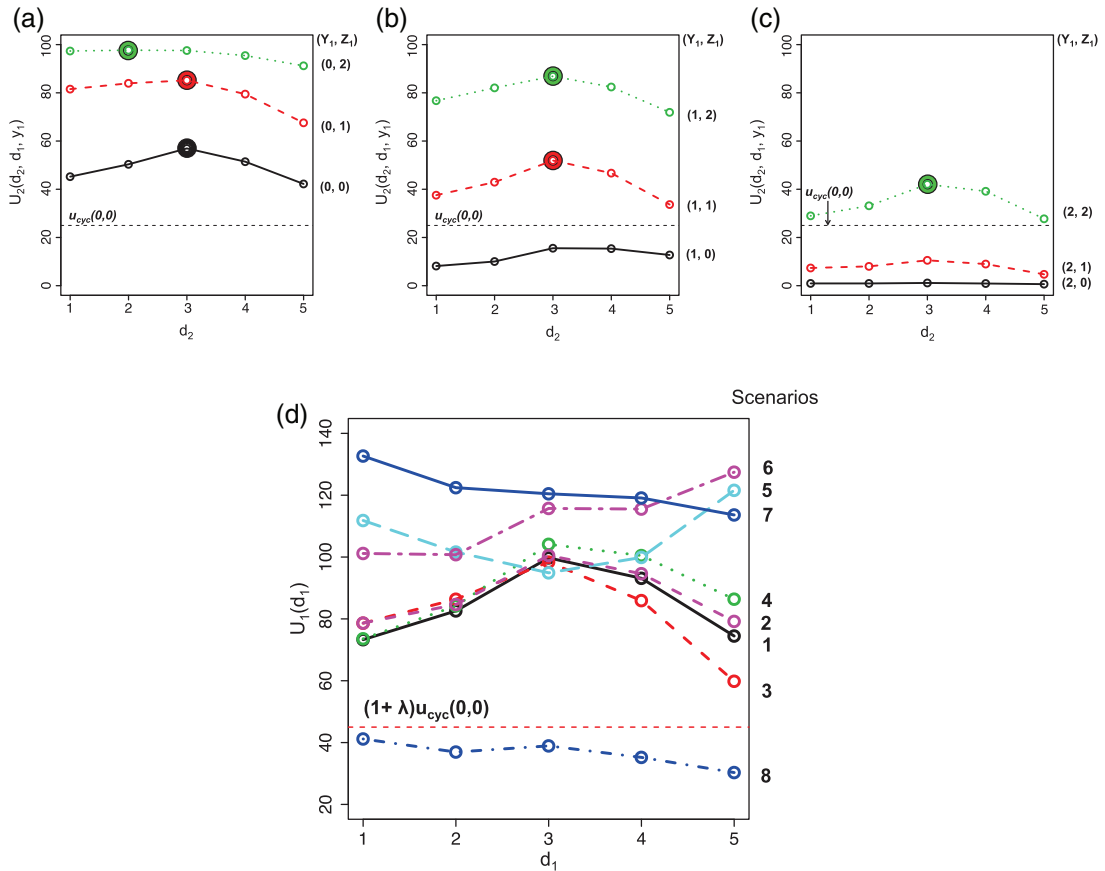 (a)
(b)
(c)
U₂(d₂, d₁, y₁)
0 20 40 60 80 100
(Y₁, Z₁)
(0, 2)
(0, 1)
(0, 0)
u_cyc(0,0)
1 2 3 4 5
d₂
U₂(d₂, d₁, y₁)
0 20 40 60 80 100
(Y₁, Z₁)
(1, 2)
(1, 1)
u_cyc(0,0)
(1, 0)
1 2 3 4 5
d₂
U₂(d₂, d₁, y₁)
0 20 40 60 80 100
(Y₁, Z₁)
u_cyc(0,0)
(2, 2)
(2, 1)
(2, 0)
1 2 3 4 5
d₂
(d)
Scenarios
U₁(d₁)
20 40 60 80 100 120 140
6
5
7
4
2
1
3
(1+ λ)u_cyc(0,0)
8
1 2 3 4 5
d₁